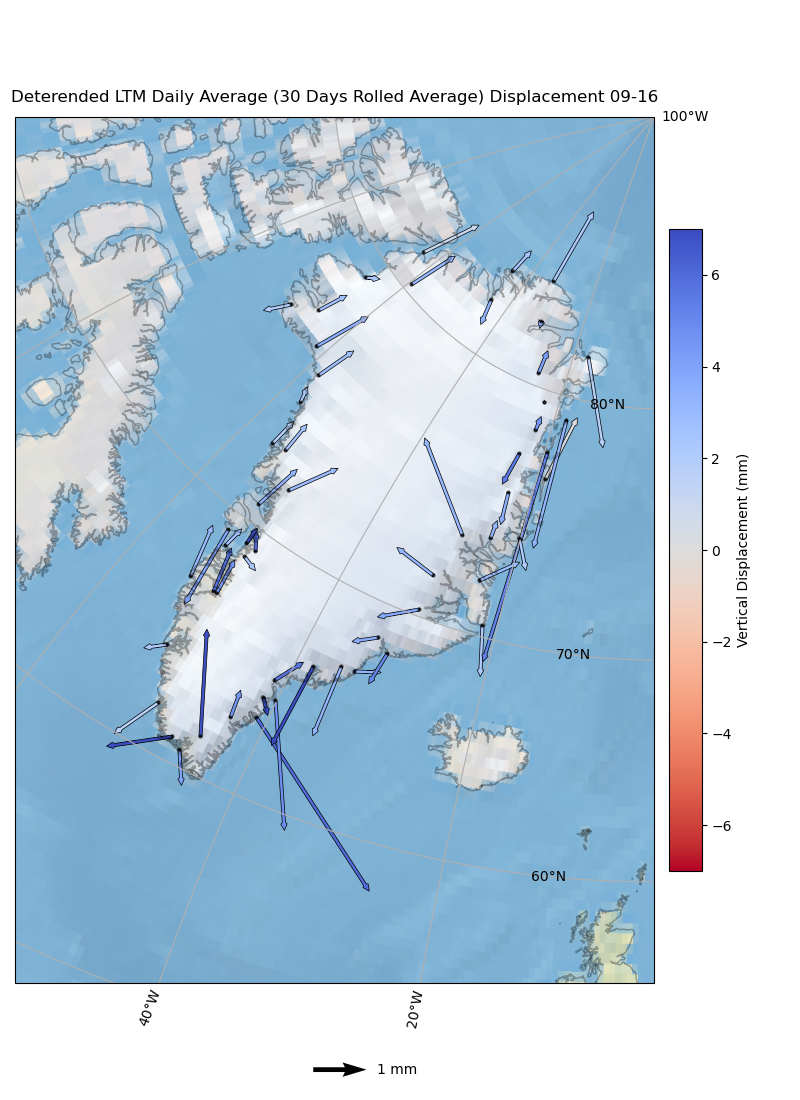 Deterended LTM Daily Average (30 Days Rolled Average) Displacement 09-16
100°W
80°N
70°N
60°N
40°W
20°W
6
4
2
0
−2
−4
−6
Vertical Displacement (mm)
1 mm